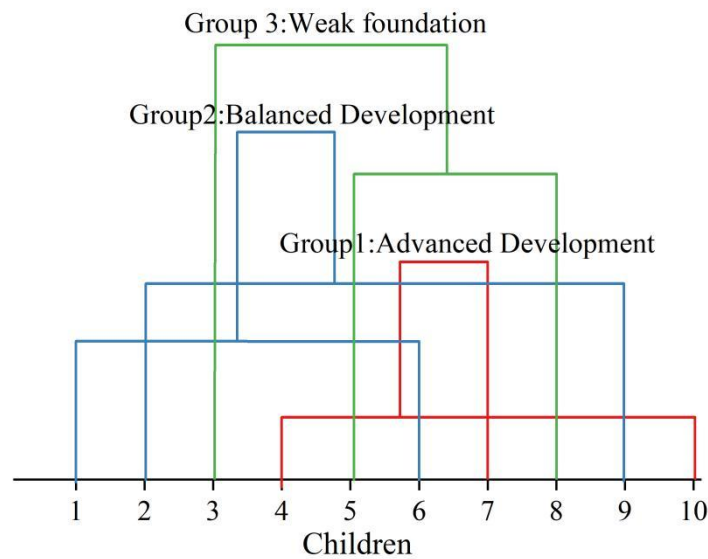 Group 3:Weak foundation
Group2:Balanced Development
Group1:Advanced Development
1 2 3 4 5 6 7 8 9 10
Children